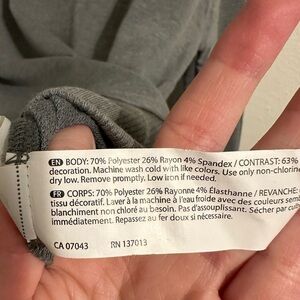 EN BODY: 70% Polyester 26% Rayon 4% Spandex / CONTRAST: 63%
decoration. Machine wash cold with like colors. Use only non-chlorine
dry low. Remove promptly. Low iron if needed.
FR CORPS: 70% Polyester 26% Rayonne 4% Élasthanne / REVANCHE:
tissu décoratif. Laver à la machine à l'eau froid avec des couleurs semb
blanchiment non chloré au besoin. Pas d'assouplissant. Sécher par cul
immédiatement. Repassez au fer doux si nécessaire.
CA 07043 RN 137013